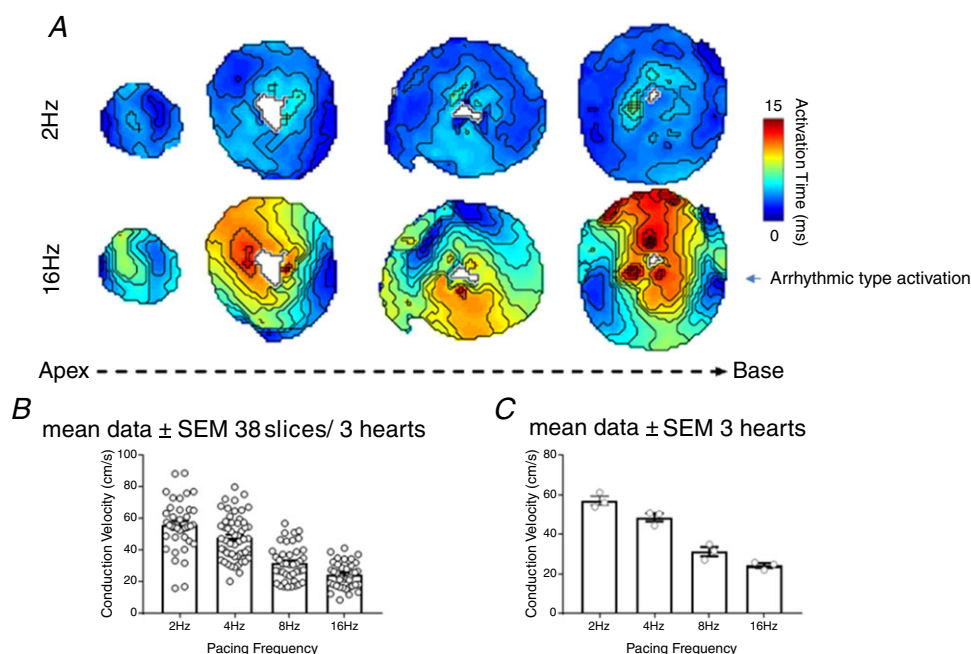 A
2Hz
15
Activation Time (ms)
0
16Hz
Arrhythmic type activation
Apex
Base
B
mean data ± SEM 38 slices/ 3 hearts
Conduction Velocity (cm/s)
100
80
60
40
20
0
2Hz 4Hz 8Hz 16Hz
Pacing Frequency
C
mean data ± SEM 3 hearts
Conduction Velocity (cm/s)
80
60
40
20
0
2Hz 4Hz 8Hz 16Hz
Pacing Frequency